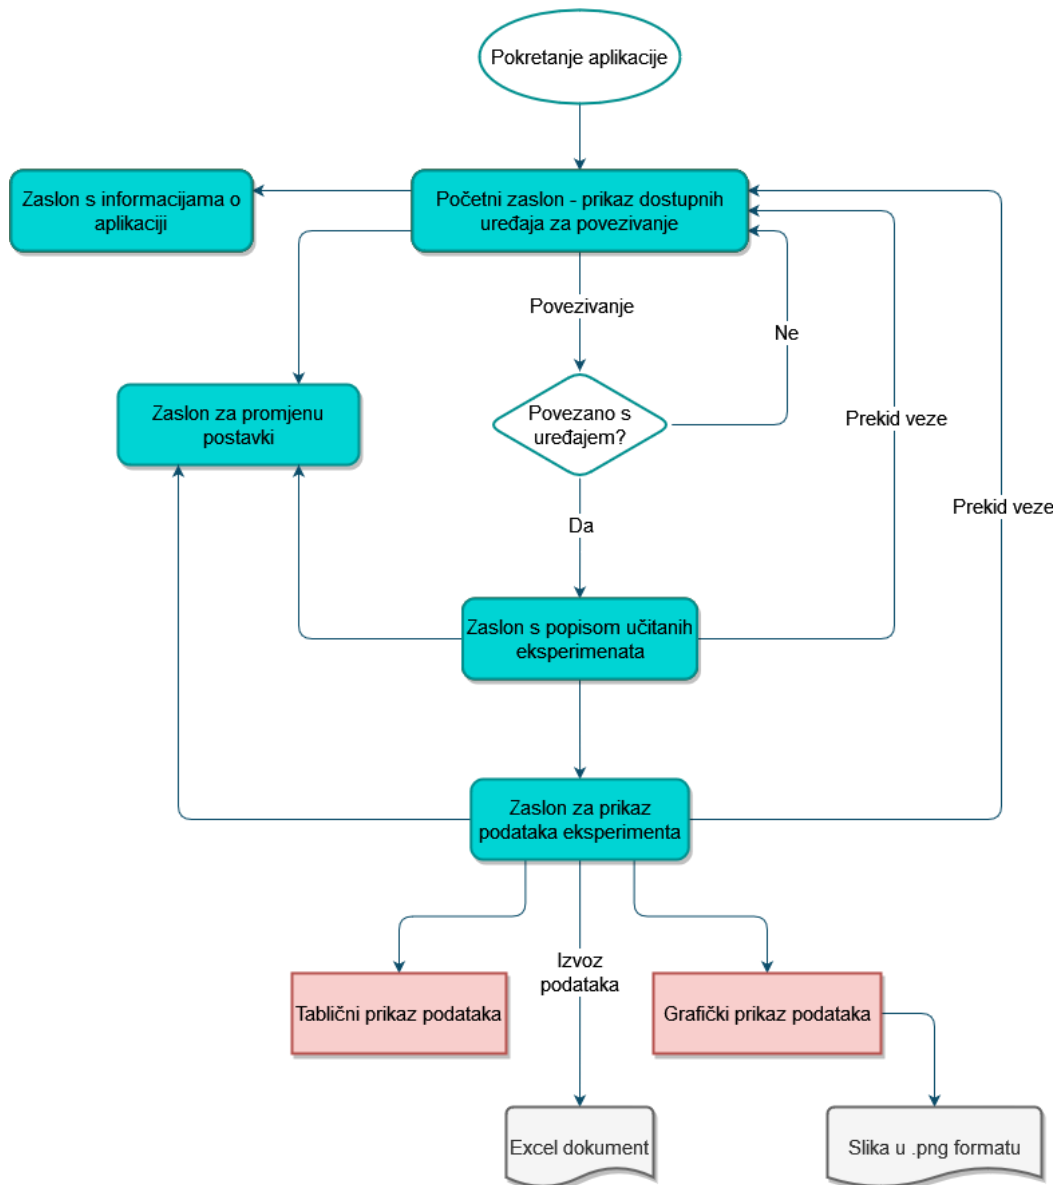 Pokretanje aplikacije
Zaslon s informacijama o
aplikaciji
Početni zaslon - prikaz dostupnih
uređaja za povezivanje
Povezivanje
Ne
Zaslon za promjenu
postavki
Povezano s
uređajem?
Prekid veze
Prekid veze
Da
Zaslon s popisom učitanih
eksperimenata
Zaslon za prikaz
podataka eksperimenta
Izvoz
podataka
Tablični prikaz podataka
Grafički prikaz podataka
Excel dokument
Slika u .png formatu